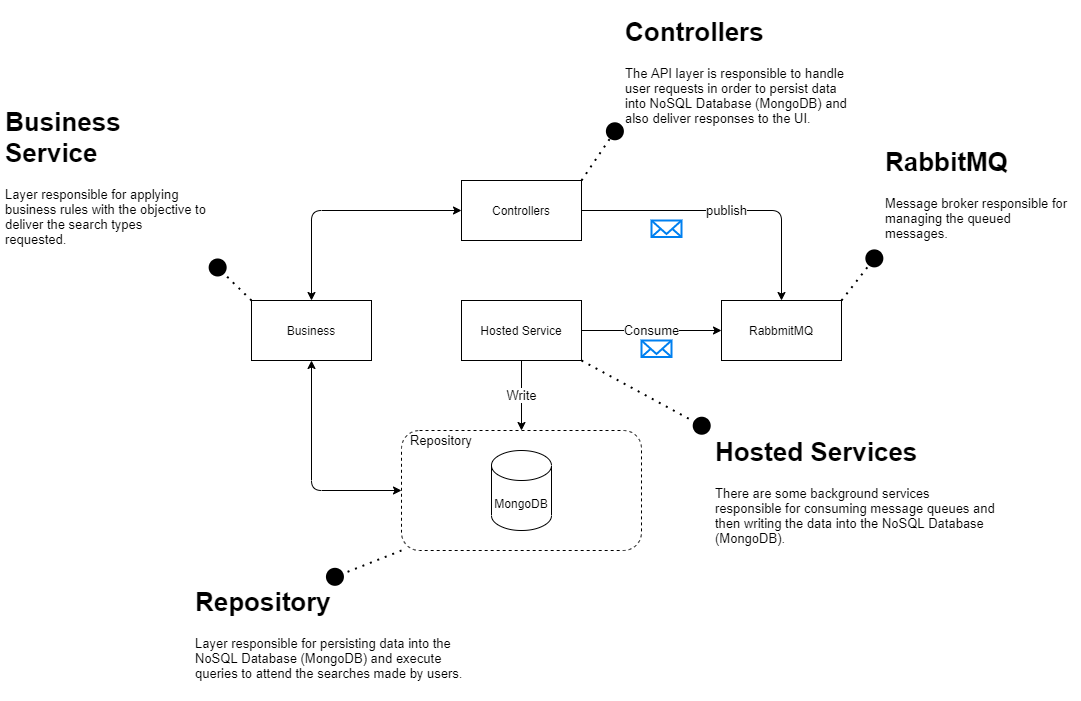 Controllers
The API layer is responsible to handle
user requests in order to persist data
into NoSQL Database (MongoDB) and
also deliver responses to the UI.
Business
Service
Layer responsible for applying
business rules with the objective to
deliver the search types
requested.
RabbitMQ
Message broker responsible for
managing the queued
messages.
Controllers
publish
Business
Hosted Service
Consume
RabbmitMQ
Write
Repository
MongoDB
Hosted Services
There are some background services
responsible for consuming message queues and
then writing the data into the NoSQL Database
(MongoDB).
Repository
Layer responsible for persisting data into the
NoSQL Database (MongoDB) and execute
queries to attend the searches made by users.